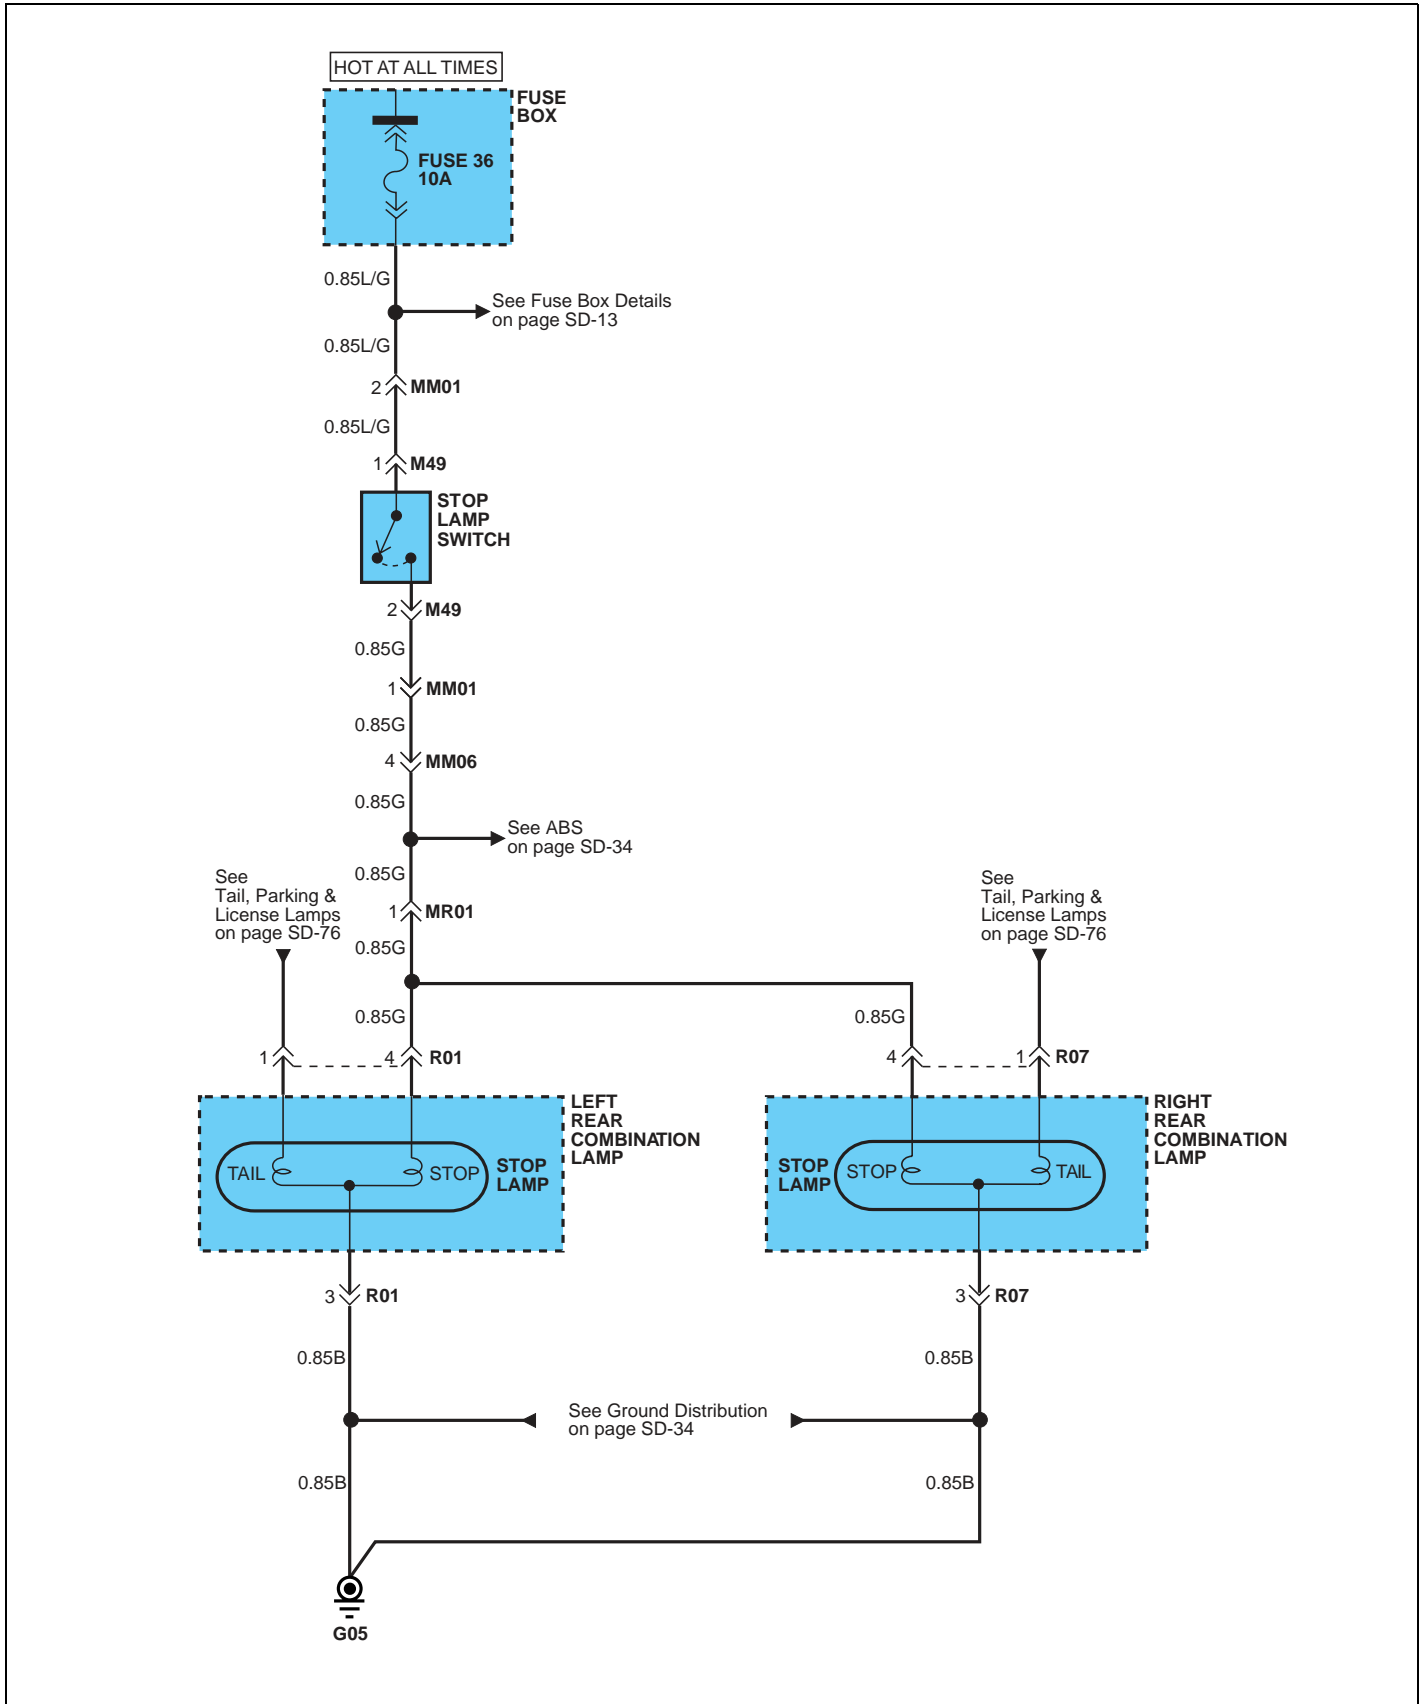 HOT AT ALL TIMES
FUSE
BOX
FUSE 36
10A
0.85L/G
See Fuse Box Details
on page SD-13
0.85L/G
2 MM01
0.85L/G
1 M49
STOP
LAMP
SWITCH
2 M49
0.85G
1 MM01
0.85G
4 MM06
0.85G
See ABS
on page SD-34
0.85G
See
Tail, Parking &
License Lamps
on page SD-76
1 MR01
0.85G
See
Tail, Parking &
License Lamps
on page SD-76
0.85G
0.85G
1 4 R01
4 1 R07
LEFT
REAR
COMBINATION
LAMP
TAIL STOP
STOP
LAMP
RIGHT
REAR
COMBINATION
LAMP
STOP
LAMP
STOP TAIL
3 R01
3 R07
0.85B
0.85B
See Ground Distribution
on page SD-34
0.85B
0.85B
G05